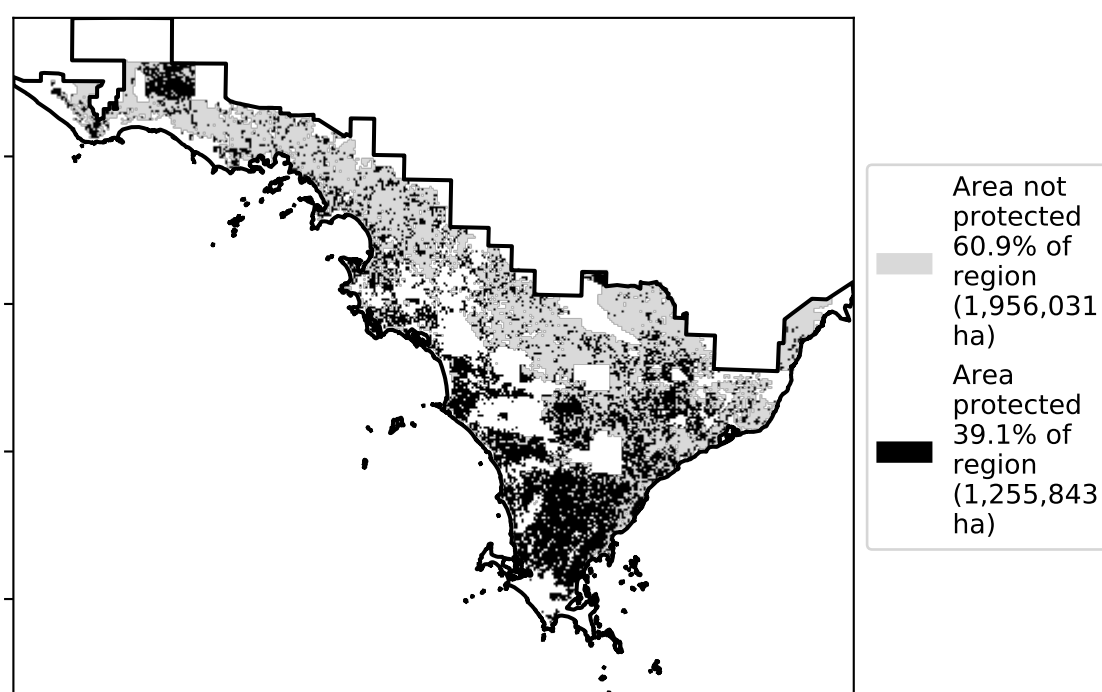 Area not
protected
60.9% of
region
(1,956,031
ha)
Area
protected
39.1% of
region
(1,255,843
ha)